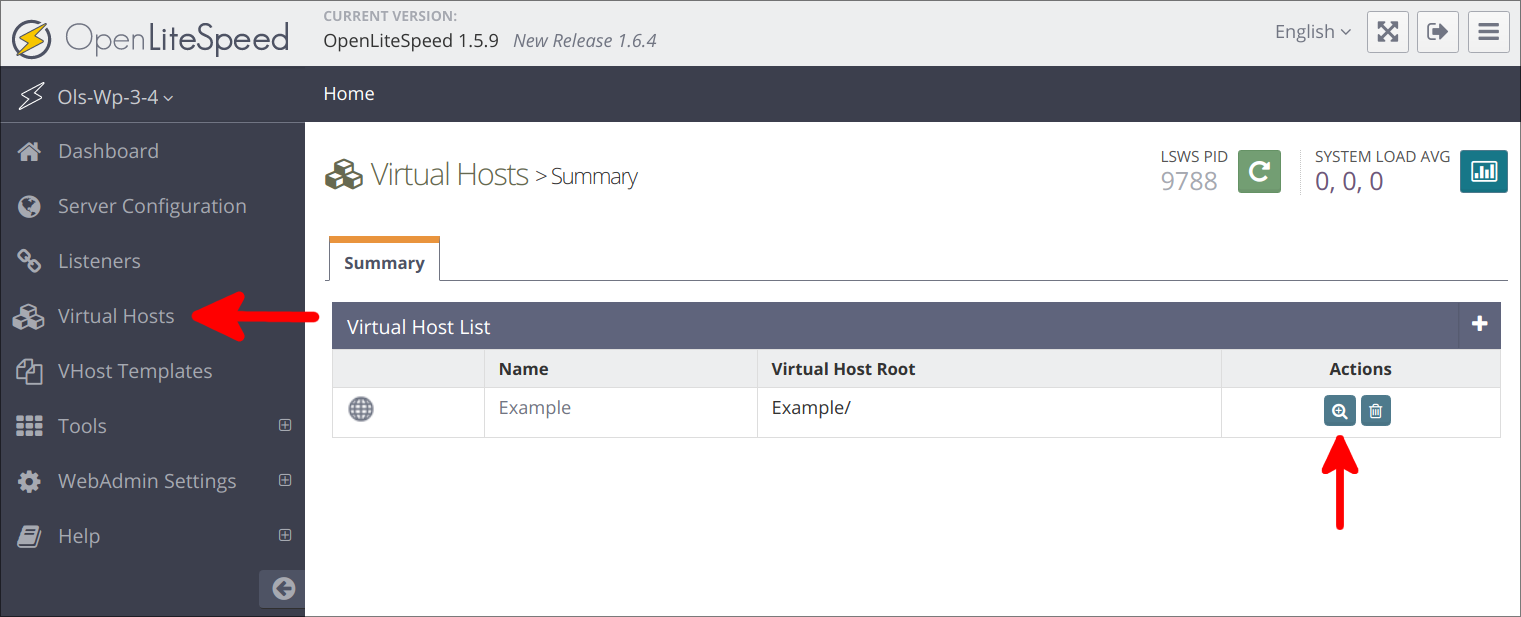 OpenLiteSpeed
CURRENT VERSION:
OpenLiteSpeed 1.5.9 New Release 1.6.4
English
Ols-Wp-3-4
Home
Dashboard
Server Configuration
Listeners
Virtual Hosts
VHost Templates
Tools
WebAdmin Settings
Help
Virtual Hosts > Summary
LSWS PID
9788
SYSTEM LOAD AVG
0, 0, 0
Summary
Virtual Host List
Name Virtual Host Root Actions
Example Example/